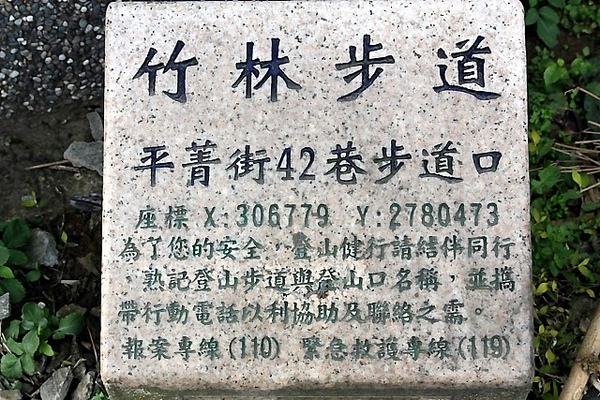 竹林步道
平菁街42巷步道口
座標 X:306779 Y:2780473
為了您的安全，登山健行請結伴同行
，熟記登山步道與登山口名稱，並攜
帶行動電話以利協助及聯絡之需。
報案專線(110) 緊急救護專線(119)